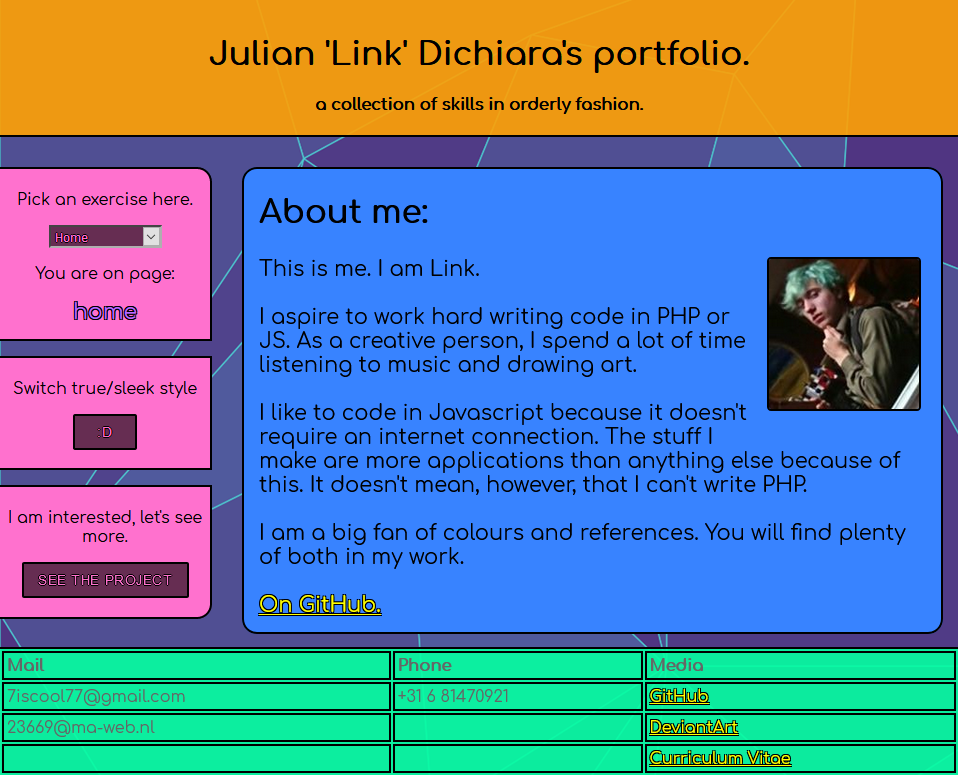 Julian 'Link' Dichiara's portfolio.
a collection of skills in orderly fashion.
Pick an exercise here.
Home
You are on page:
home
Switch true/sleek style
:D
I am interested, let's see
more.
SEE THE PROJECT
About me:
This is me. I am Link.
I aspire to work hard writing code in PHP or
JS. As a creative person, I spend a lot of time
listening to music and drawing art.
I like to code in Javascript because it doesn't
require an internet connection. The stuff I
make are more applications than anything else because of
this. It doesn't mean, however, that I can't write PHP.
I am a big fan of colours and references. You will find plenty
of both in my work.
On GitHub.
Mail Phone Media
7iscool77@gmail.com +31 6 81470921 GitHub
23669@ma-web.nl DeviantArt
Curriculum Vitae